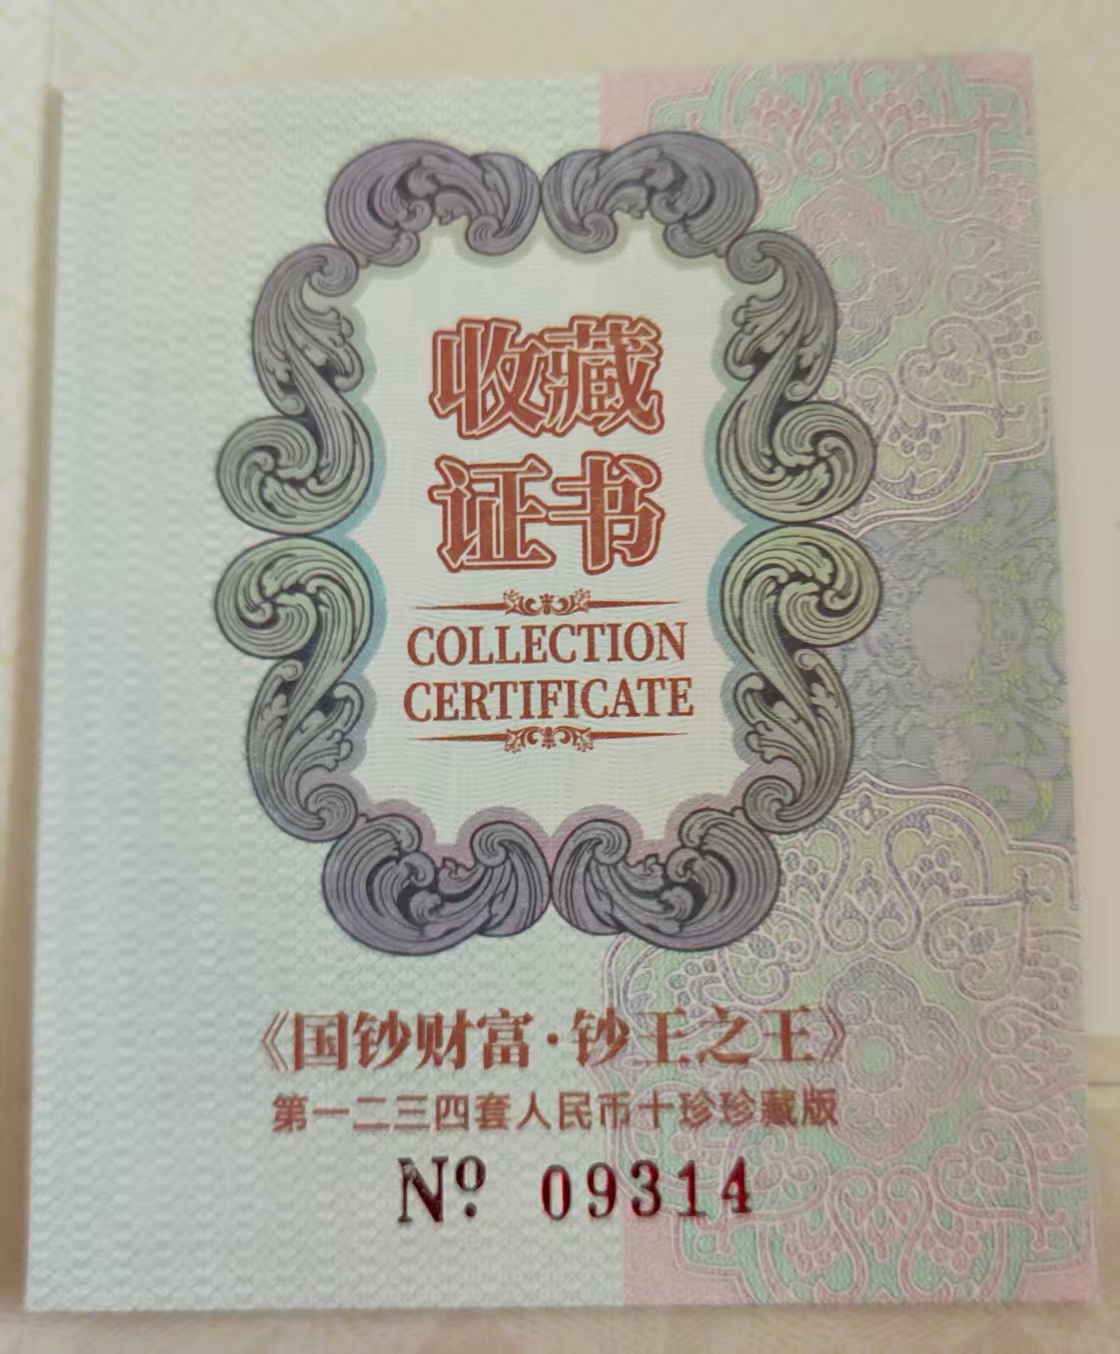 收藏
证书
COLLECTION
CERTIFICATE
《国钞财富·钞王之王》
第一二三四套人民币十珍珍藏版
Nº 09314